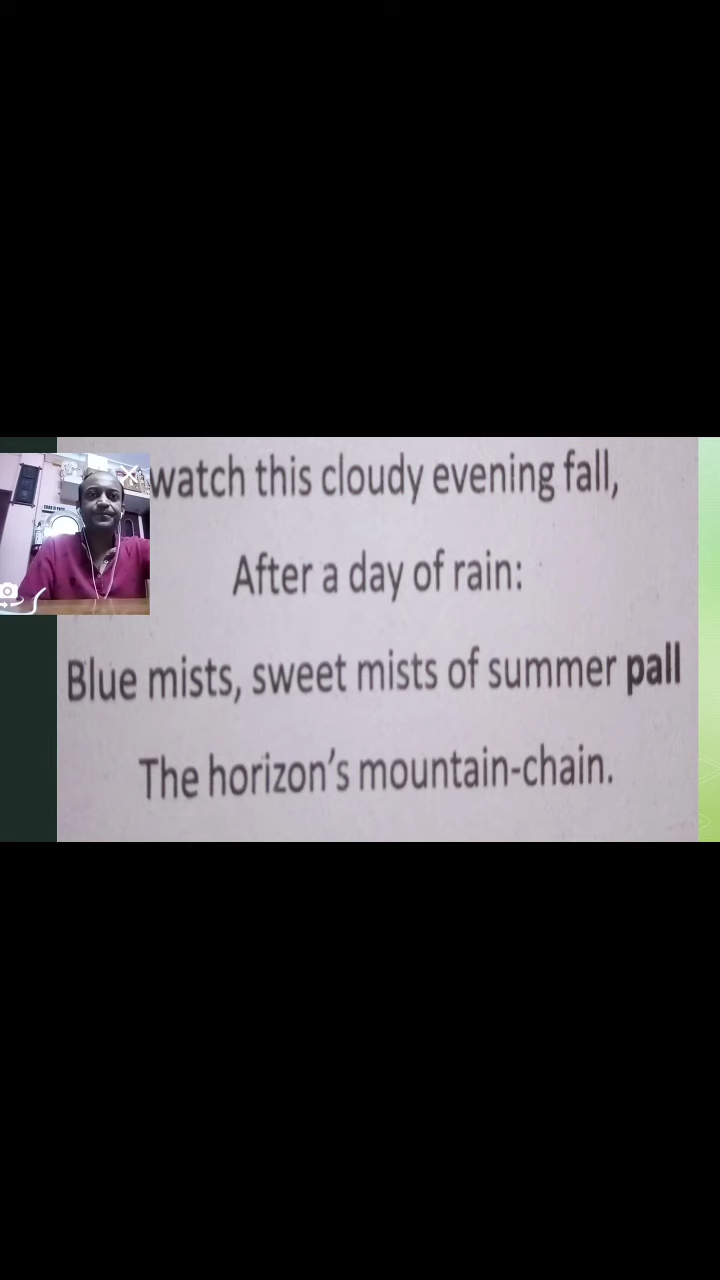 watch this cloudy evening fall,
After a day of rain:
Blue mists, sweet mists of summer pall
The horizon's mountain-chain.